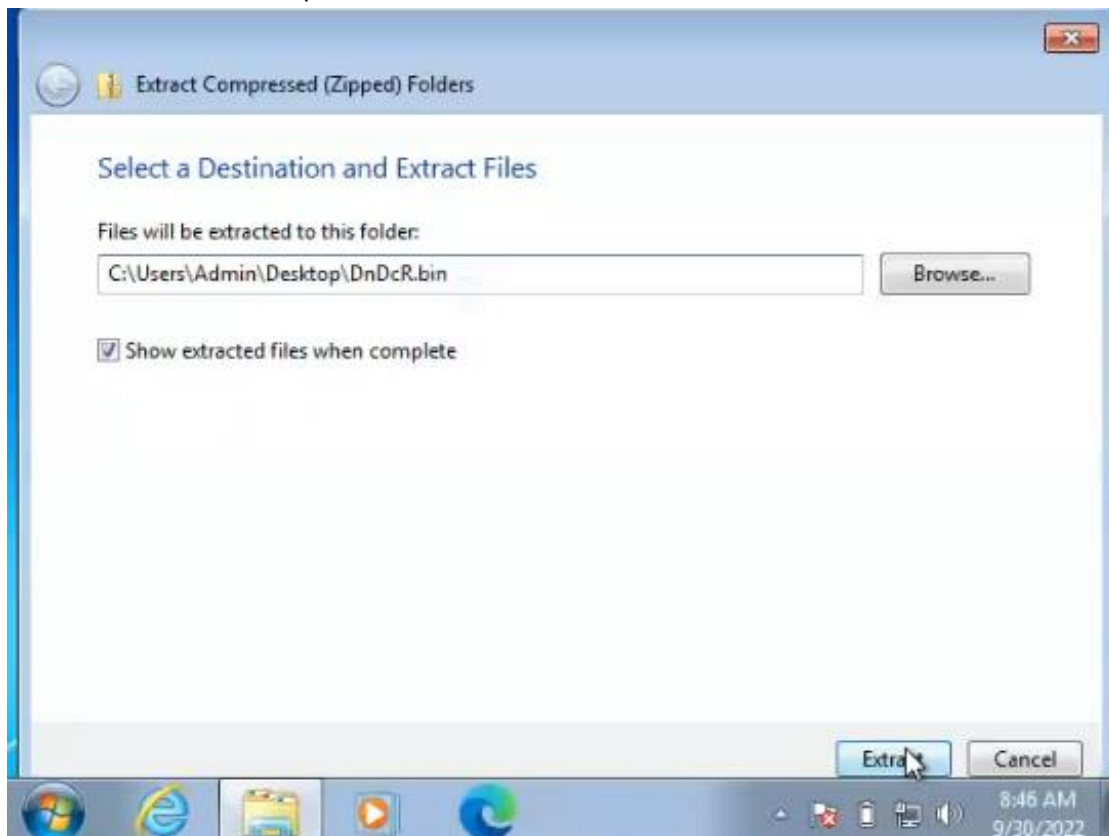 Extract Compressed (Zipped) Folders
Select a Destination and Extract Files
Files will be extracted to this folder:
C:\Users\Admin\Desktop\DnDcR.bin
Browse...
Show extracted files when complete
Cancel
8:46 AM
9/20/2022